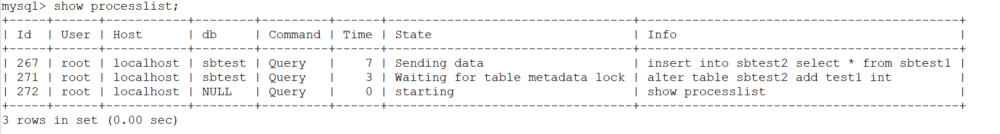 mysql> show processlist;
+-----+------+-----------+--------+---------+------+---------------------------------+-------------------------------------------+
| Id  | User | Host      | db     | Command | Time | State                           | Info                                      |
+-----+------+-----------+--------+---------+------+---------------------------------+-------------------------------------------+
| 267 | root | localhost | sbtest | Query   |    7 | Sending data                    | insert into sbtest2 select * from sbtest1 |
| 271 | root | localhost | sbtest | Query   |    3 | Waiting for table metadata lock | alter table sbtest2 add test1 int         |
| 272 | root | localhost | NULL   | Query   |    0 | starting                        | show processlist                          |
+-----+------+-----------+--------+---------+------+---------------------------------+-------------------------------------------+
3 rows in set (0.00 sec)